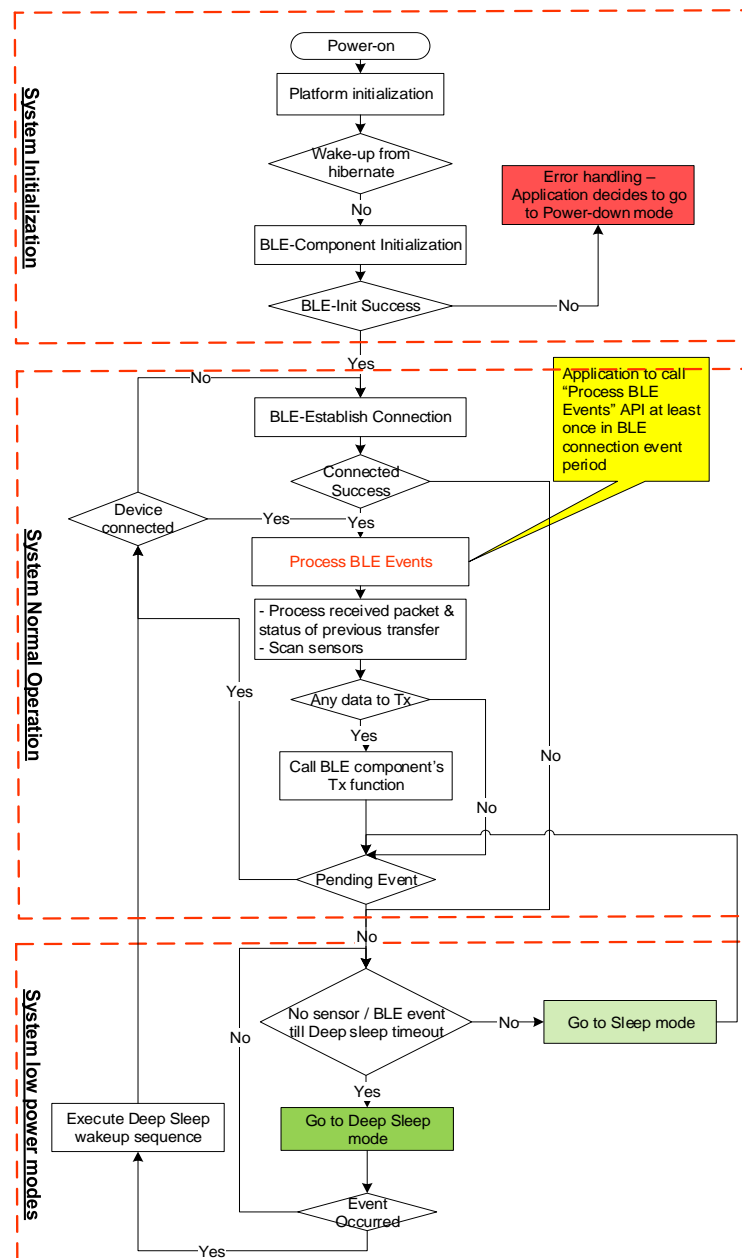 System Initialization
Power-on
Platform initialization
Wake-up from
hibernate
No
BLE-Component Initialization
BLE-Init Success
No
Error handling –
Application decides to go
to Power-down mode
Yes
System Normal Operation
No
BLE-Establish Connection
Application to call
“Process BLE
Events” API at least
once in BLE
connection event
period
Connected
Success
Device
connected
Yes
Yes
Process BLE Events
- Process received packet &
status of previous transfer
- Scan sensors
Yes
Any data to Tx
Yes
Call BLE component’s
Tx function
No
No
Pending Event
No
System low power modes
No sensor / BLE event
till Deep sleep timeout
No
Go to Sleep mode
No
Yes
Go to Deep Sleep
mode
Execute Deep Sleep
wakeup sequence
Event
Occurred
Yes